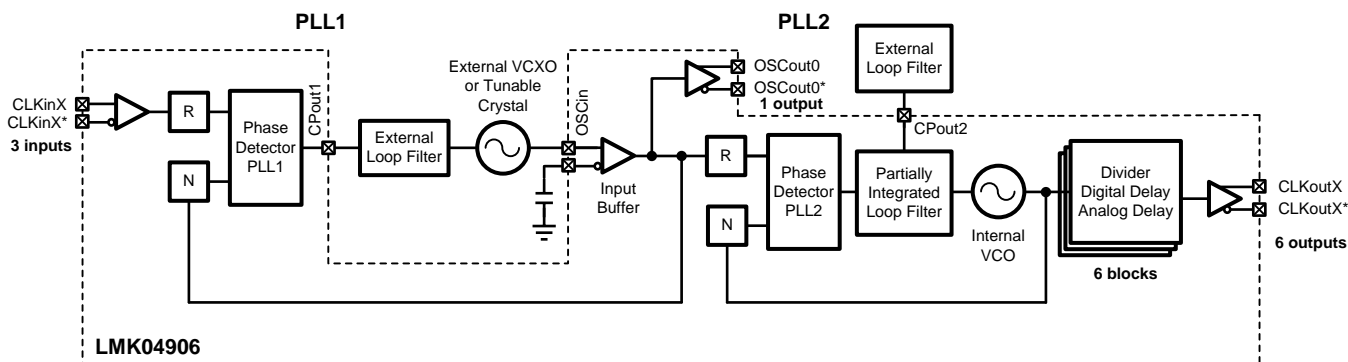 PLL1
PLL2
External
Loop Filter
External VCXO
or Tunable
Crystal
OSCout0
OSCout0*
1 output
CLKinX
CLKinX*
3 inputs
R
N
Phase
Detector
PLL1
CPout1
External
Loop Filter
OSCin
Input
Buffer
R
N
Phase
Detector
PLL2
CPout2
Partially
Integrated
Loop Filter
Internal
VCO
Divider
Digital Delay
Analog Delay
6 blocks
CLKoutX
CLKoutX*
6 outputs
LMK04906